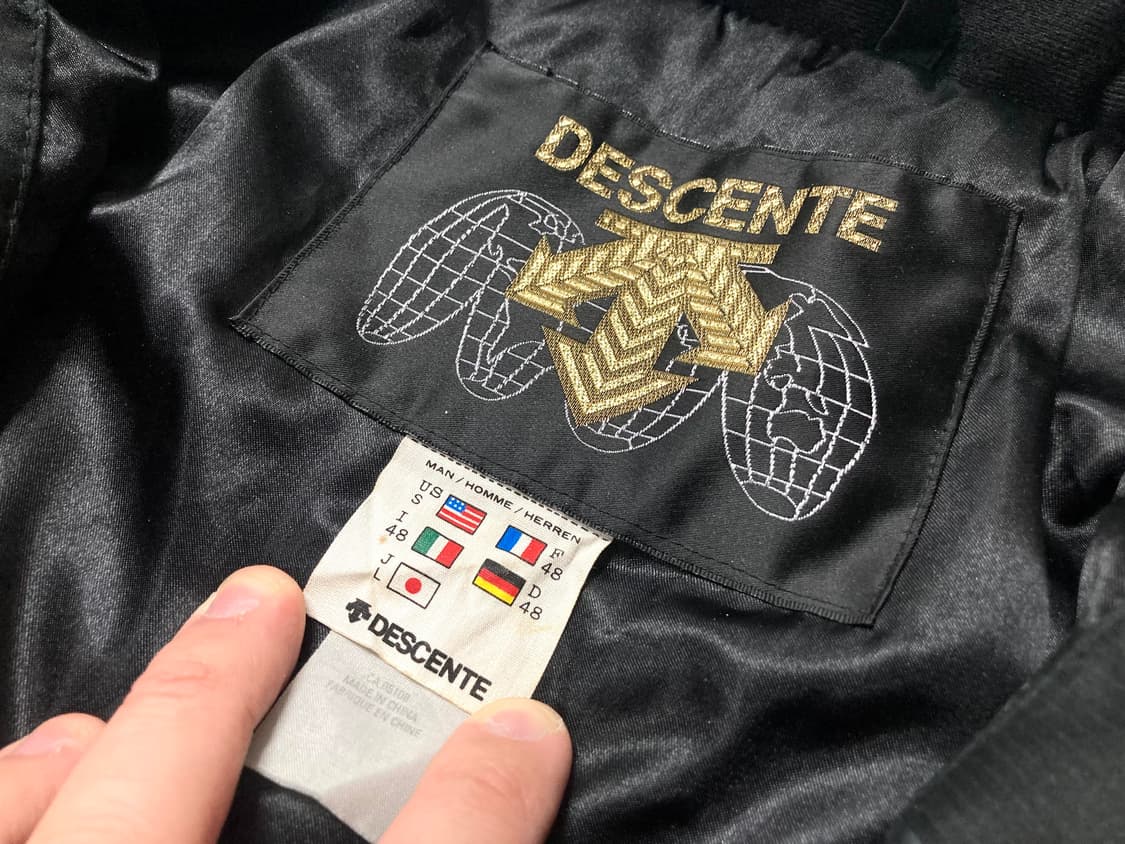 DESCENTE
MAN / HOMME / HERREN
US
S
I
48
F
48
J
L
D
48
DESCENTE
MADE IN CHINA
FABRIQUE EN CHINE